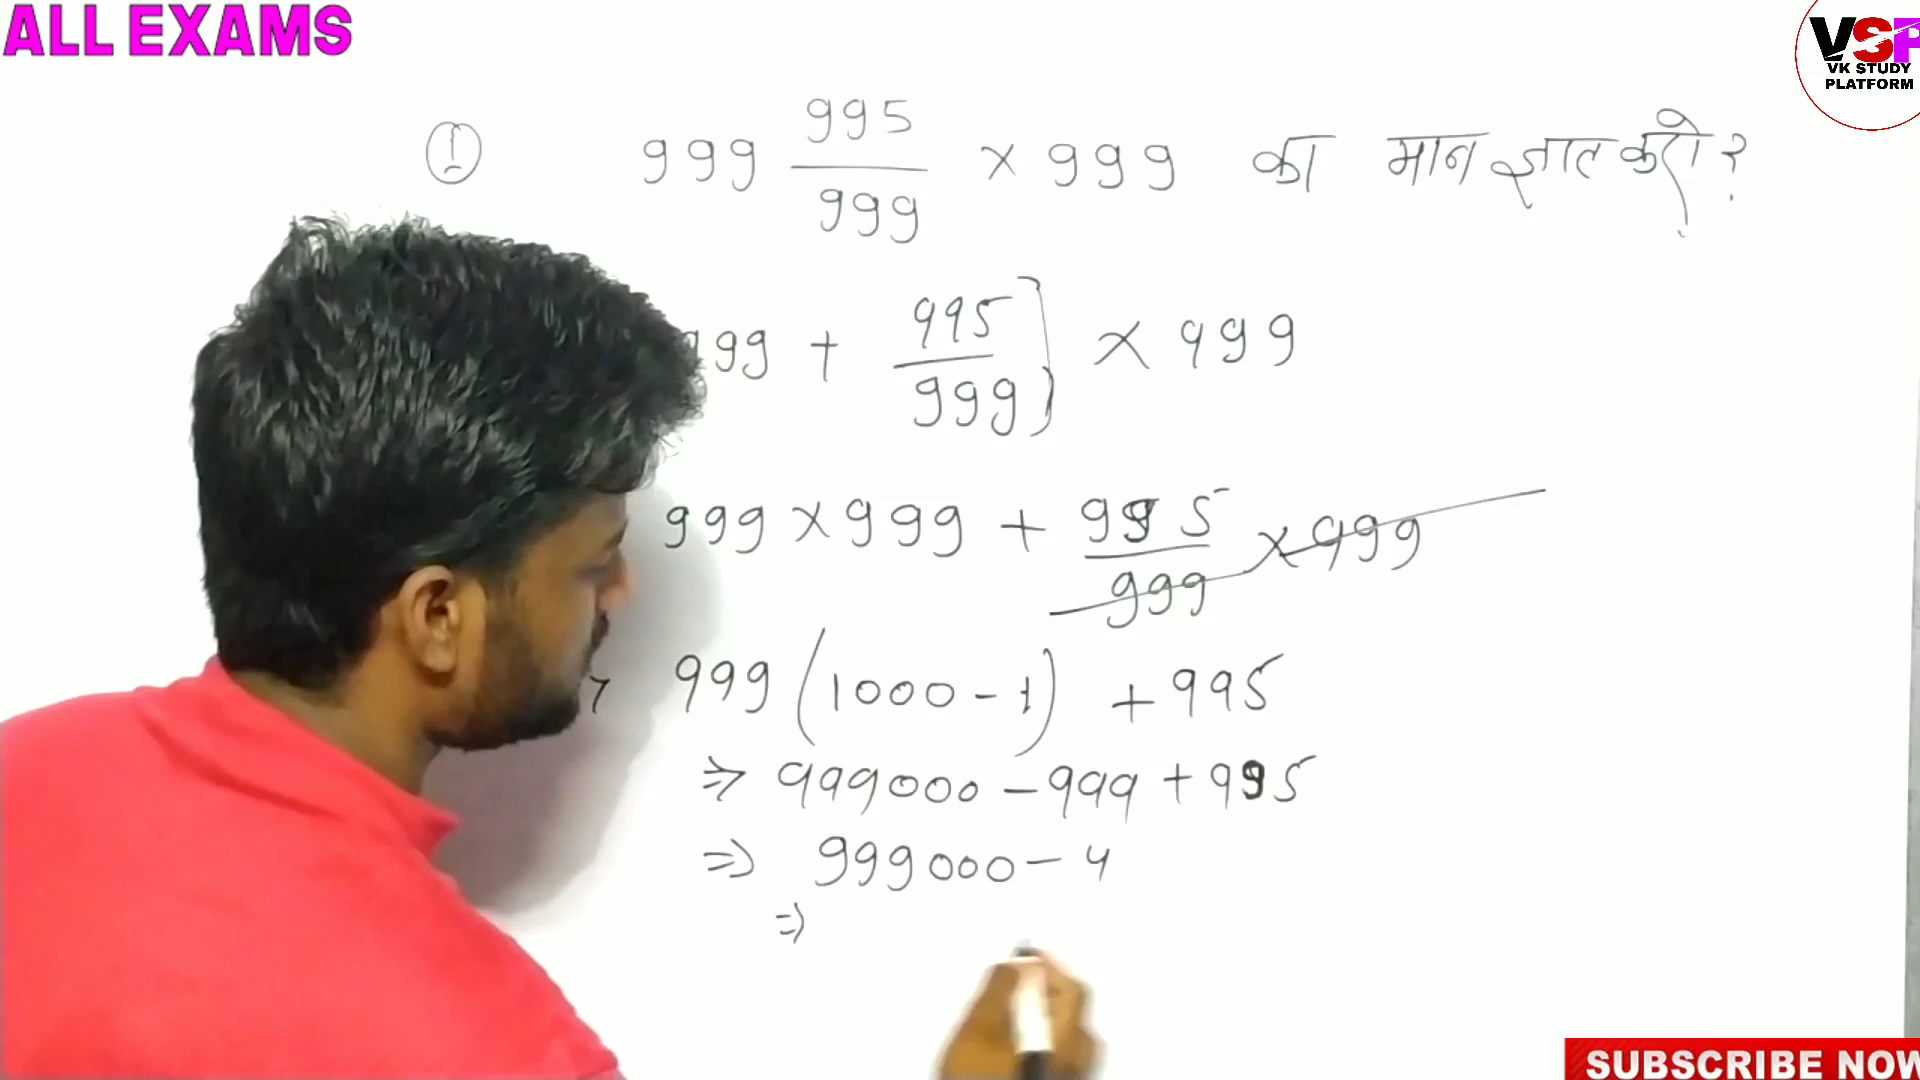 ALL EXAMS
VSP
VK STUDY
PLATFORM
① 999 995/999 × 999 का मान ज्ञात करो ?
99 + 995/999] × 999
999 × 999 + 995/999 × 999
999 (1000 - 1) + 995
⇒ 999000 - 999 + 995
⇒ 999000 - 4
⇒
SUBSCRIBE NOW